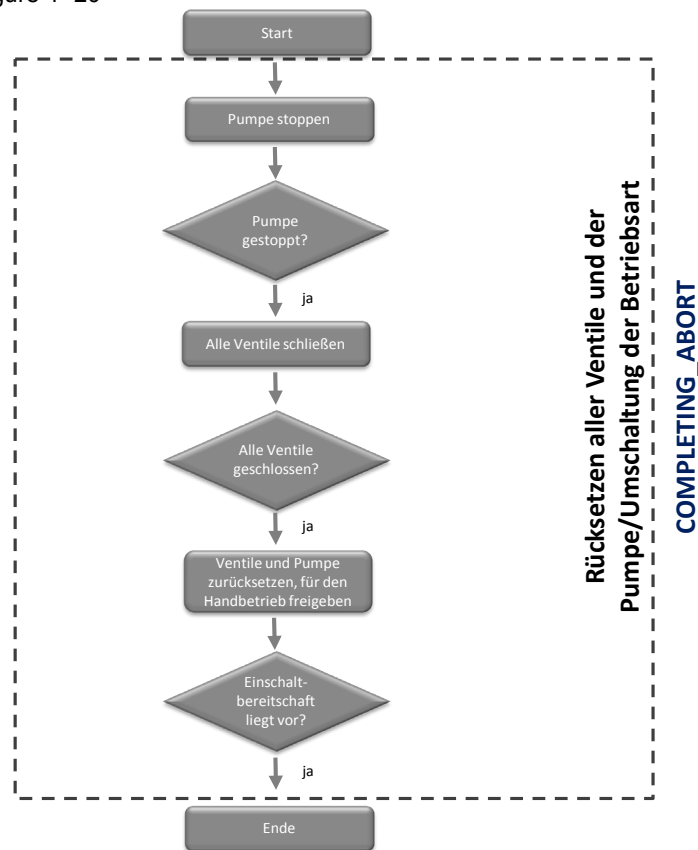 Start
Pumpe stoppen
Pumpe
gestoppt?
ja
Alle Ventile schließen
Alle Ventile
geschlossen?
ja
Ventile und Pumpe
zurücksetzen, für den
Handbetrieb freigeben
Einschalt-
bereitschaft
liegt vor?
ja
Ende
Rücksetzen aller Ventile und der
Pumpe/Umschaltung der Betriebsart
COMPLETING_ABORT